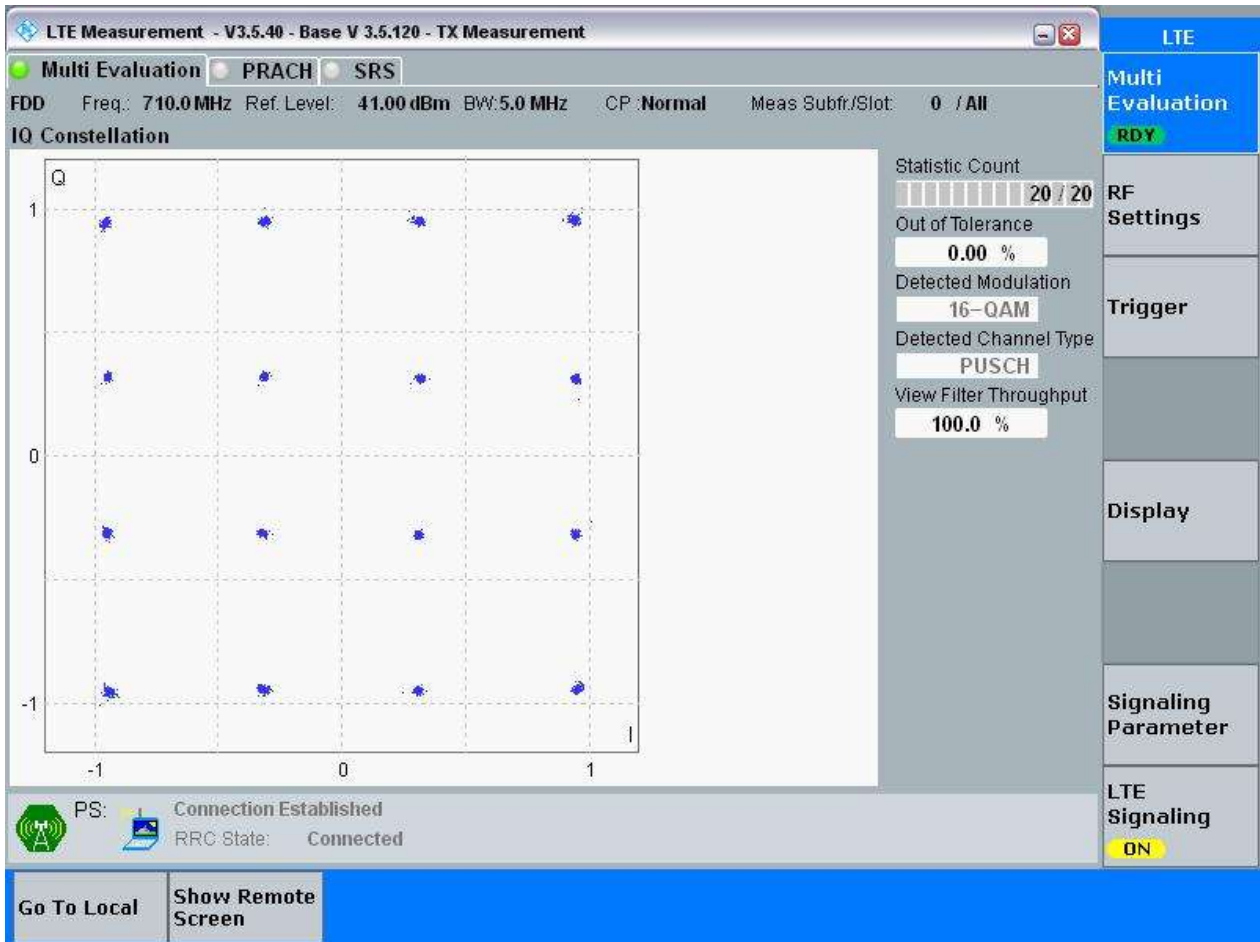 LTE Measurement - V3.5.40 - Base V 3.5.120 - TX Measurement
Multi Evaluation PRACH SRS
FDD Freq.: 710.0 MHz Ref. Level: 41.00 dBm BW: 5.0 MHz CP : Normal Meas Subfr./Slot: 0 / All
IQ Constellation
Q
1
0
-1
I
-1 0 1
Statistic Count
20 / 20
Out of Tolerance
0.00 %
Detected Modulation
16-QAM
Detected Channel Type
PUSCH
View Filter Throughput
100.0 %
PS: Connection Established
RRC State: Connected
LTE
Multi
Evaluation
RDY
RF
Settings
Trigger
Display
Signaling
Parameter
LTE
Signaling
ON
Go To Local
Show Remote
Screen